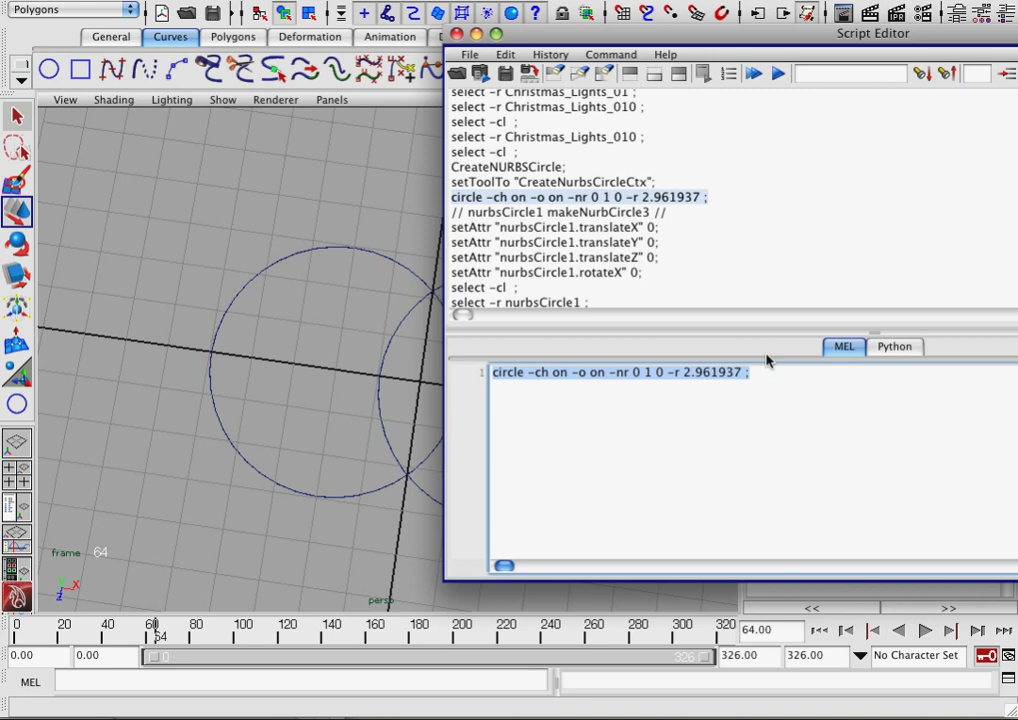 Polygons
Script Editor
General Curves Polygons Deformation Animation
File Edit History Command Help
View Shading Lighting Show Renderer Panels
select -r Christmas_Lights_01 ;
select -r Christmas_Lights_010 ;
select -cl  ;
select -r Christmas_Lights_010 ;
select -cl  ;
CreateNURBSCircle;
setToolTo "CreateNurbsCircleCtx";
circle -ch on -o on -nr 0 1 0 -r 2.961937 ;
// nurbsCircle1 makeNurbCircle3 //
setAttr "nurbsCircle1.translateX" 0;
setAttr "nurbsCircle1.translateY" 0;
setAttr "nurbsCircle1.translateZ" 0;
setAttr "nurbsCircle1.rotateX" 0;
select -cl  ;
select -r nurbsCircle1 ;
MEL Python
1 circle -ch on -o on -nr 0 1 0 -r 2.961937 ;
frame 64
y x z
persp
<< >>
0 20 40 60 80 100 120 140 160 180 200 220 240 260 280 300 320
64
64.00
0.00 0.00 0 326 326.00 326.00 No Character Set
MEL